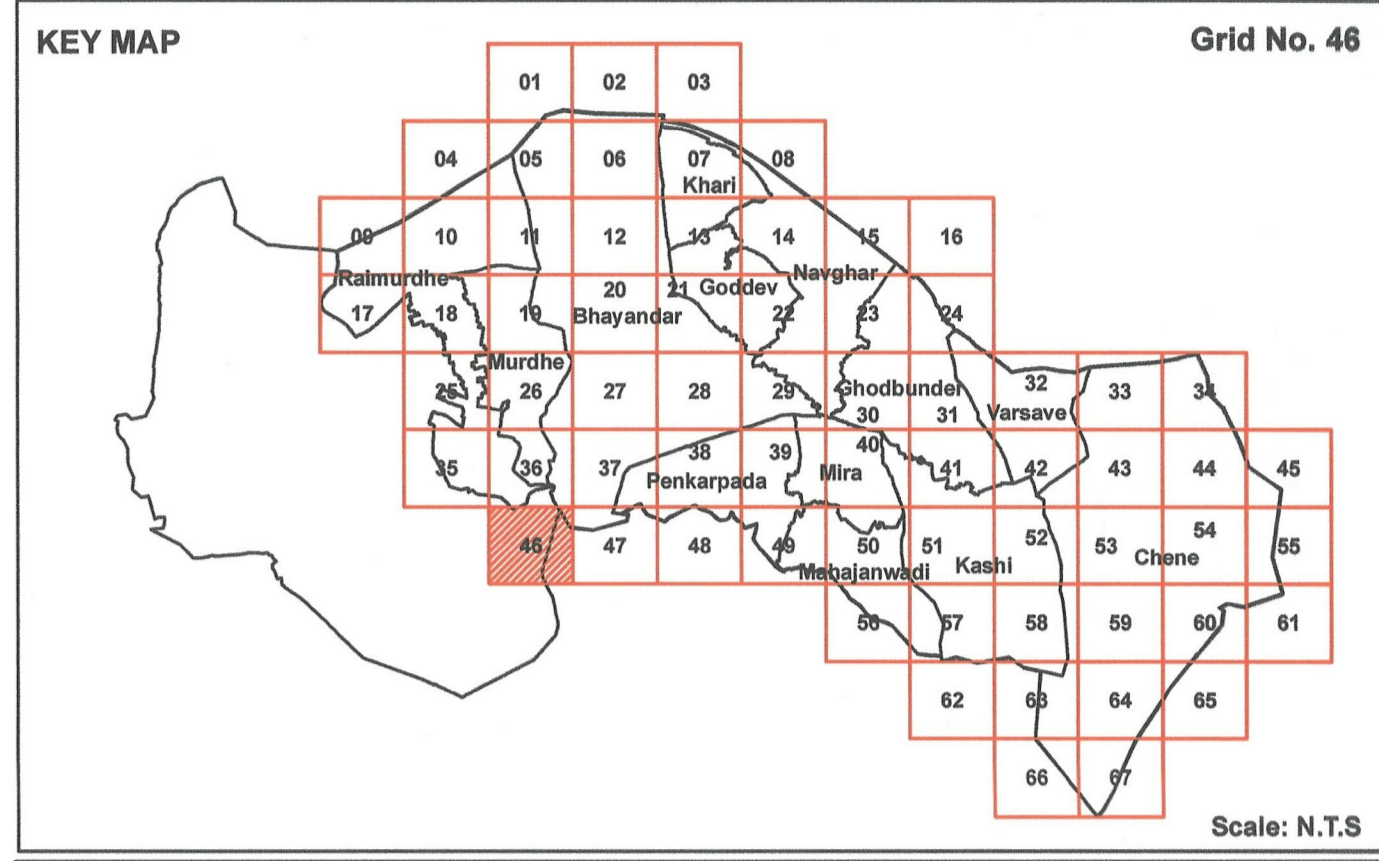 KEY MAP
Grid No. 46
01 02 03
04 05 06 07 08
Khari
09 10 11 12 13 14 15 16
Raimurdhe Goddev Navghar
17 18 19 20 21 22 23 24
Bhayandar
Murdhe
25 26 27 28 29 30 31 32 33 34
Ghodbunder Varsave
35 36 37 38 39 40 41 42 43 44 45
Penkarpada Mira
46 47 48 49 50 51 52 53 54 55
Mahajanwadi Kashi Chene
56 57 58 59 60 61
62 63 64 65
66 67
Scale: N.T.S